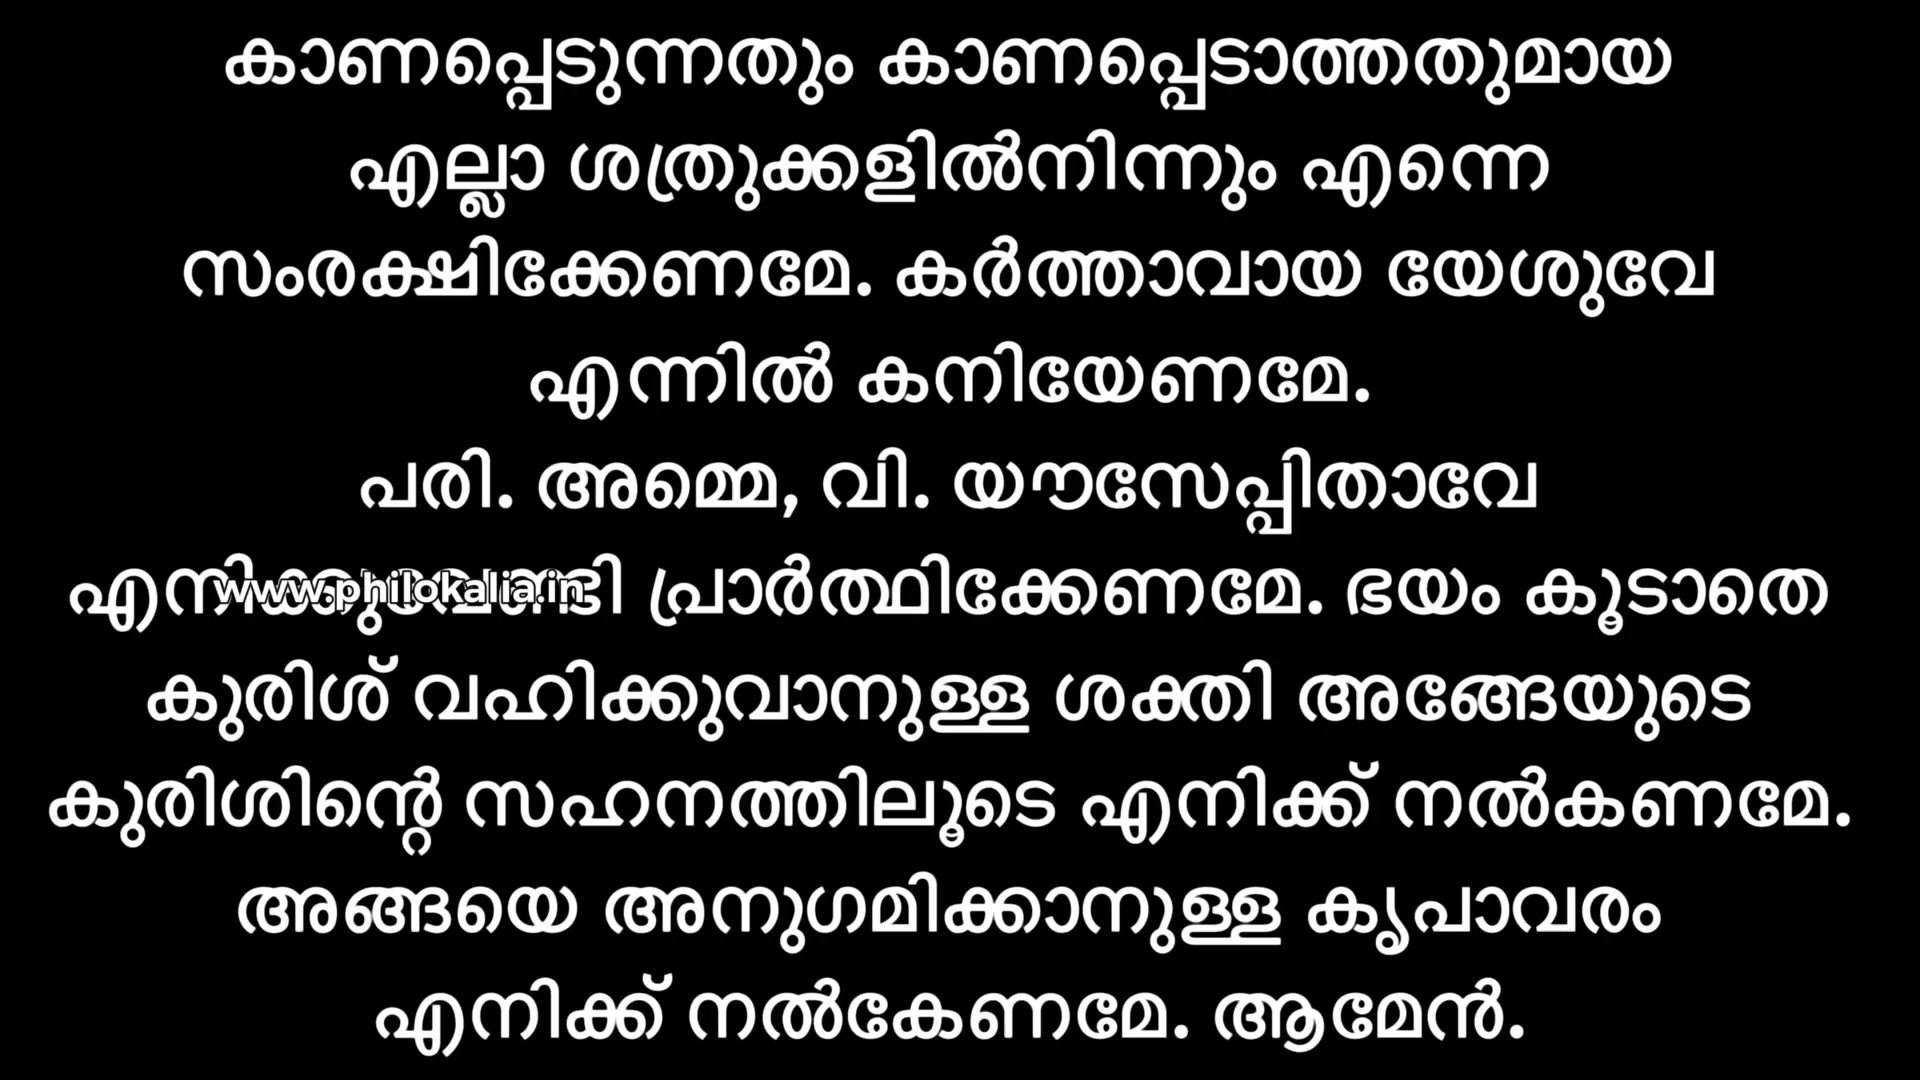 കാണപ്പെടുന്നതും കാണപ്പെടാത്തതുമായ
എല്ലാ ശത്രുക്കളിൽനിന്നും എന്നെ
സംരക്ഷിക്കേണമേ. കർത്താവായ യേശുവേ
എന്നിൽ കനിയേണമേ.
പരി. അമ്മെ, വി. യൗസേപ്പിതാവേ
എനിക്കുവേണ്ടി പ്രാർത്ഥിക്കേണമേ. ഭയം കൂടാതെ
www.philokalia.in
കുരിശ് വഹിക്കുവാനുള്ള ശക്തി അങ്ങേയുടെ
കുരിശിന്റെ സഹനത്തിലൂടെ എനിക്ക് നൽകണമേ.
അങ്ങയെ അനുഗമിക്കാനുള്ള കൃപാവരം
എനിക്ക് നൽകേണമേ. ആമേൻ.